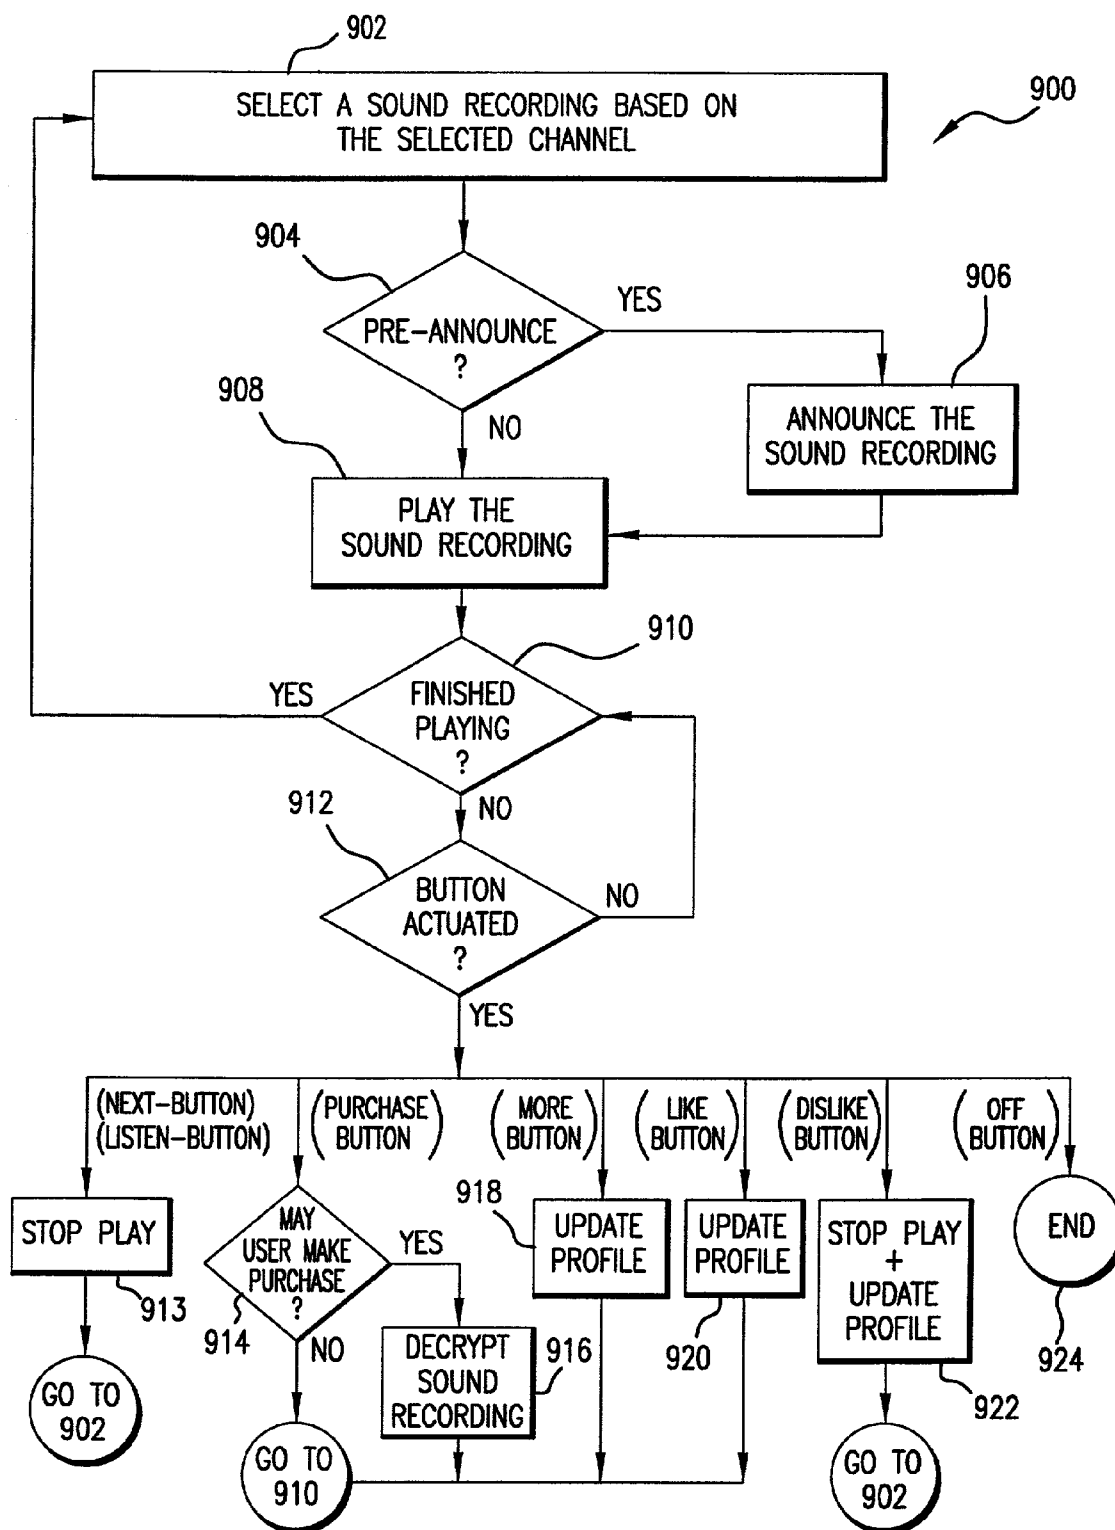 902
SELECT A SOUND RECORDING BASED ON
THE SELECTED CHANNEL
900
904
PRE-ANNOUNCE
?
YES
NO
906
ANNOUNCE THE
SOUND RECORDING
908
PLAY THE
SOUND RECORDING
910
FINISHED
PLAYING
?
YES
NO
912
BUTTON
ACTUATED
?
NO
YES
(NEXT-BUTTON)
(LISTEN-BUTTON)
(PURCHASE
BUTTON)
(MORE
BUTTON)
(LIKE
BUTTON)
(DISLIKE
BUTTON)
(OFF
BUTTON)
STOP PLAY
913
GO TO
902
MAY
USER MAKE
PURCHASE
?
914
YES
NO
DECRYPT
SOUND
RECORDING
916
GO TO
910
918
UPDATE
PROFILE
UPDATE
PROFILE
920
STOP PLAY
+
UPDATE
PROFILE
922
GO TO
902
END
924